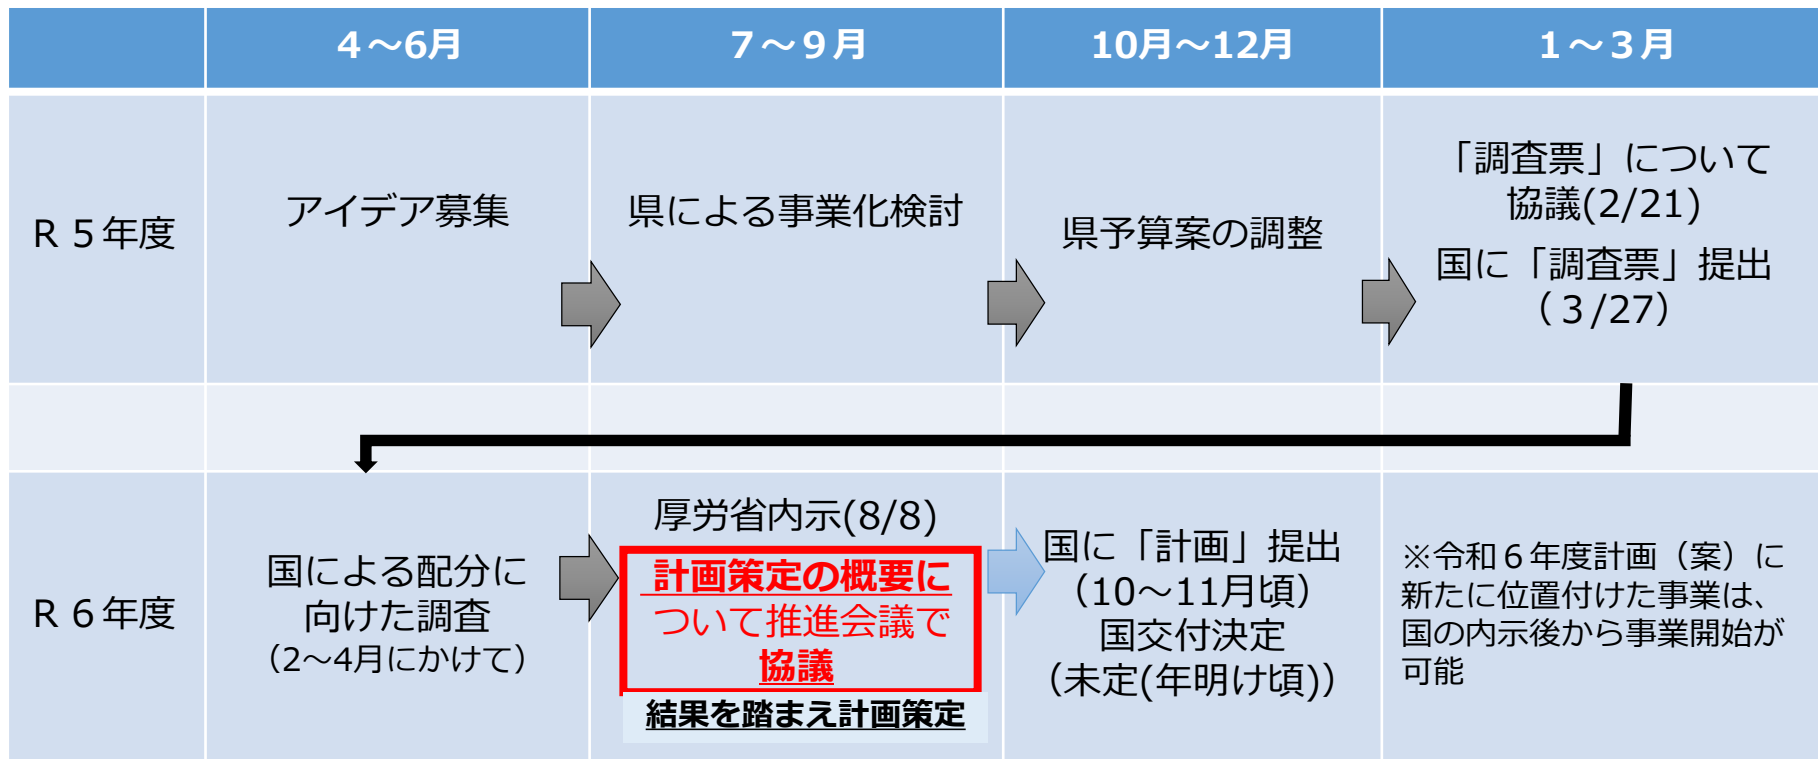 ４～6月
７～９月
10月～12月
１～３月
Ｒ５年度
アイデア募集
県による事業化検討
県予算案の調整
「調査票」について
協議(2/21)
国に「調査票」提出
（３/27）
Ｒ６年度
国による配分に
向けた調査
（2～4月にかけて）
厚労省内示(8/8)
計画策定の概要に
ついて推進会議で
協議
結果を踏まえ計画策定
国に「計画」提出
（10～11月頃）
国交付決定
（未定(年明け頃)）
※令和６年度計画（案）に
新たに位置付けた事業は、
国の内示後から事業開始が
可能